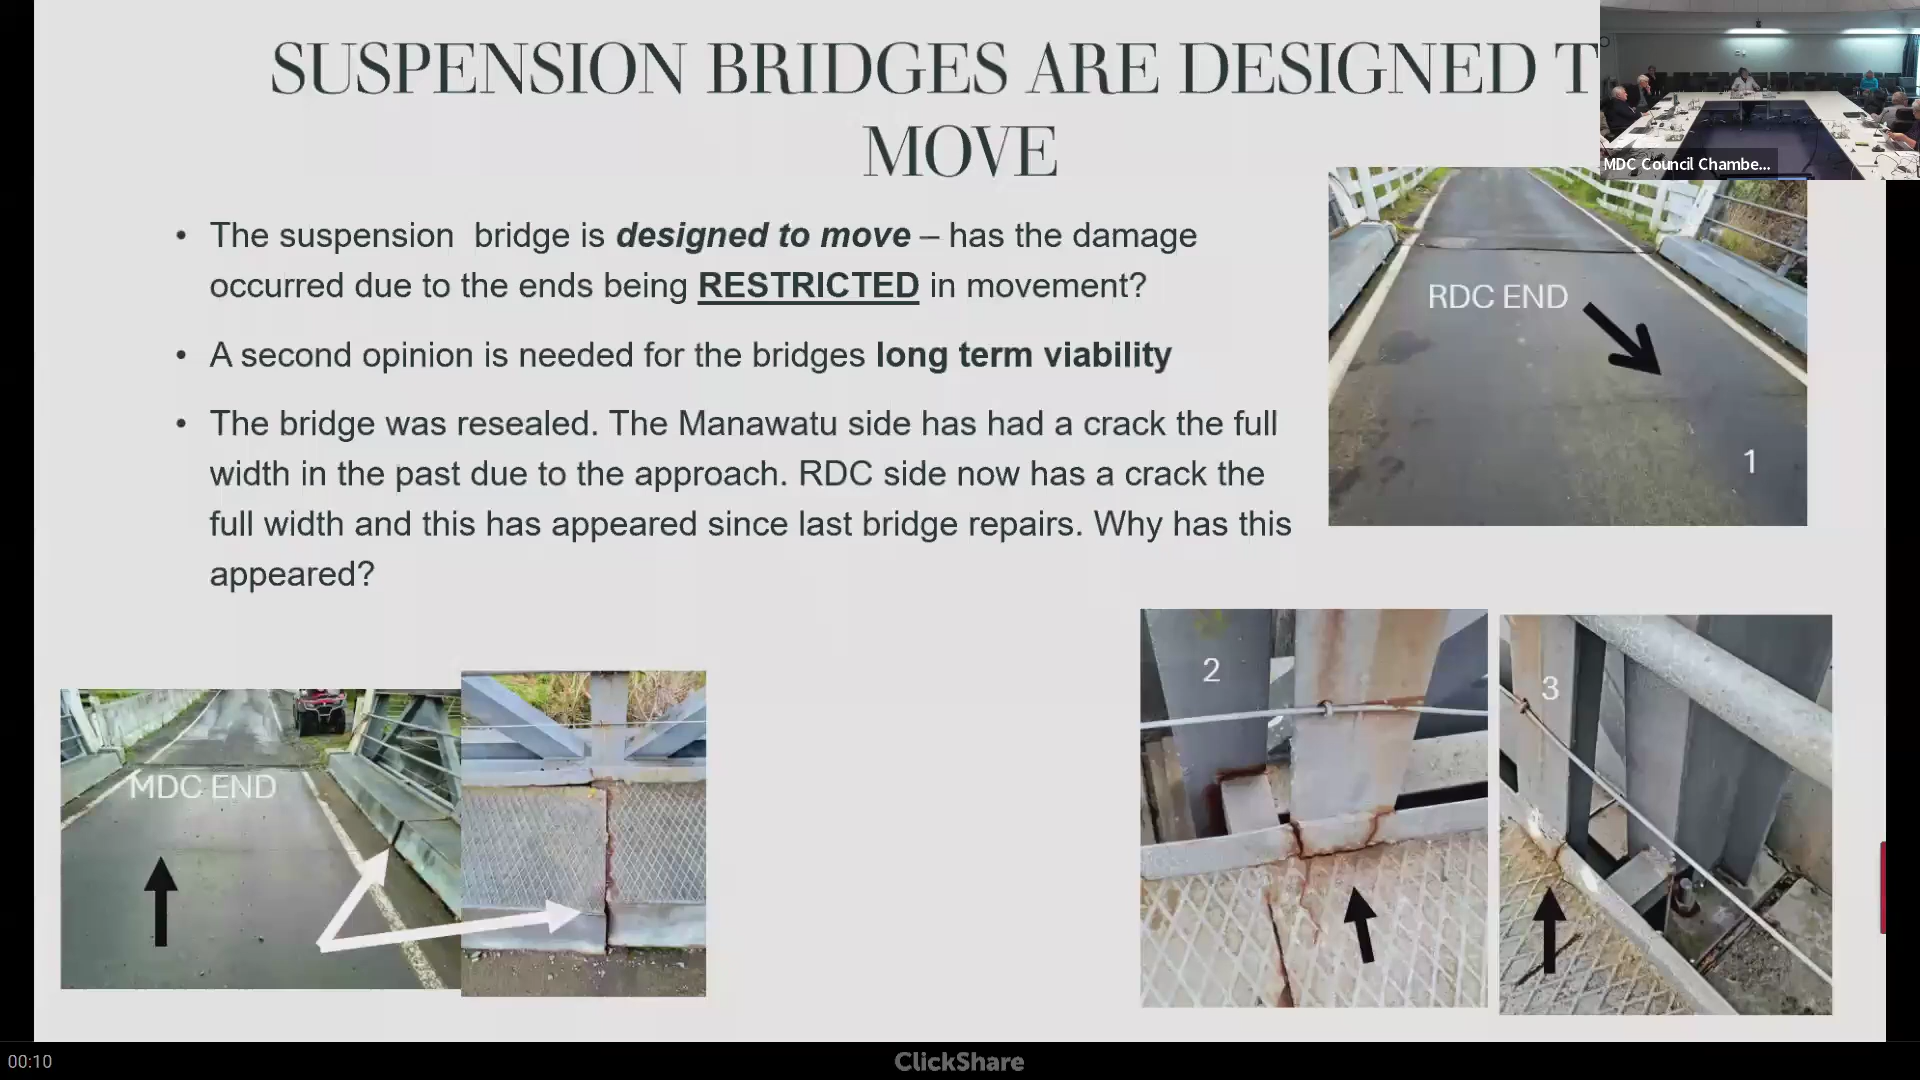 SUSPENSION BRIDGES ARE DESIGNED T
MOVE
MDC Council Chambe...
• The suspension  bridge is designed to move – has the damage
occurred due to the ends being RESTRICTED in movement?
• A second opinion is needed for the bridges long term viability
• The bridge was resealed. The Manawatu side has had a crack the full
width in the past due to the approach. RDC side now has a crack the
full width and this has appeared since last bridge repairs. Why has this
appeared?
RDC END
1
2
3
MDC END
00:10
ClickShare